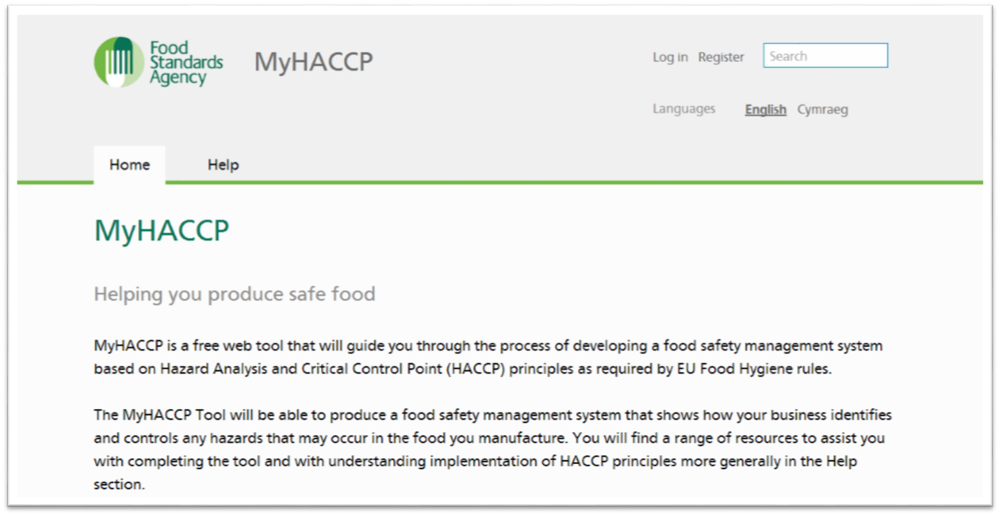 Food
Standards
Agency
MyHACCP
Log in Register Search
Languages English Cymraeg
Home Help
MyHACCP
Helping you produce safe food
MyHACCP is a free web tool that will guide you through the process of developing a food safety management system
based on Hazard Analysis and Critical Control Point (HACCP) principles as required by EU Food Hygiene rules.
The MyHACCP Tool will be able to produce a food safety management system that shows how your business identifies
and controls any hazards that may occur in the food you manufacture. You will find a range of resources to assist you
with completing the tool and with understanding implementation of HACCP principles more generally in the Help
section.